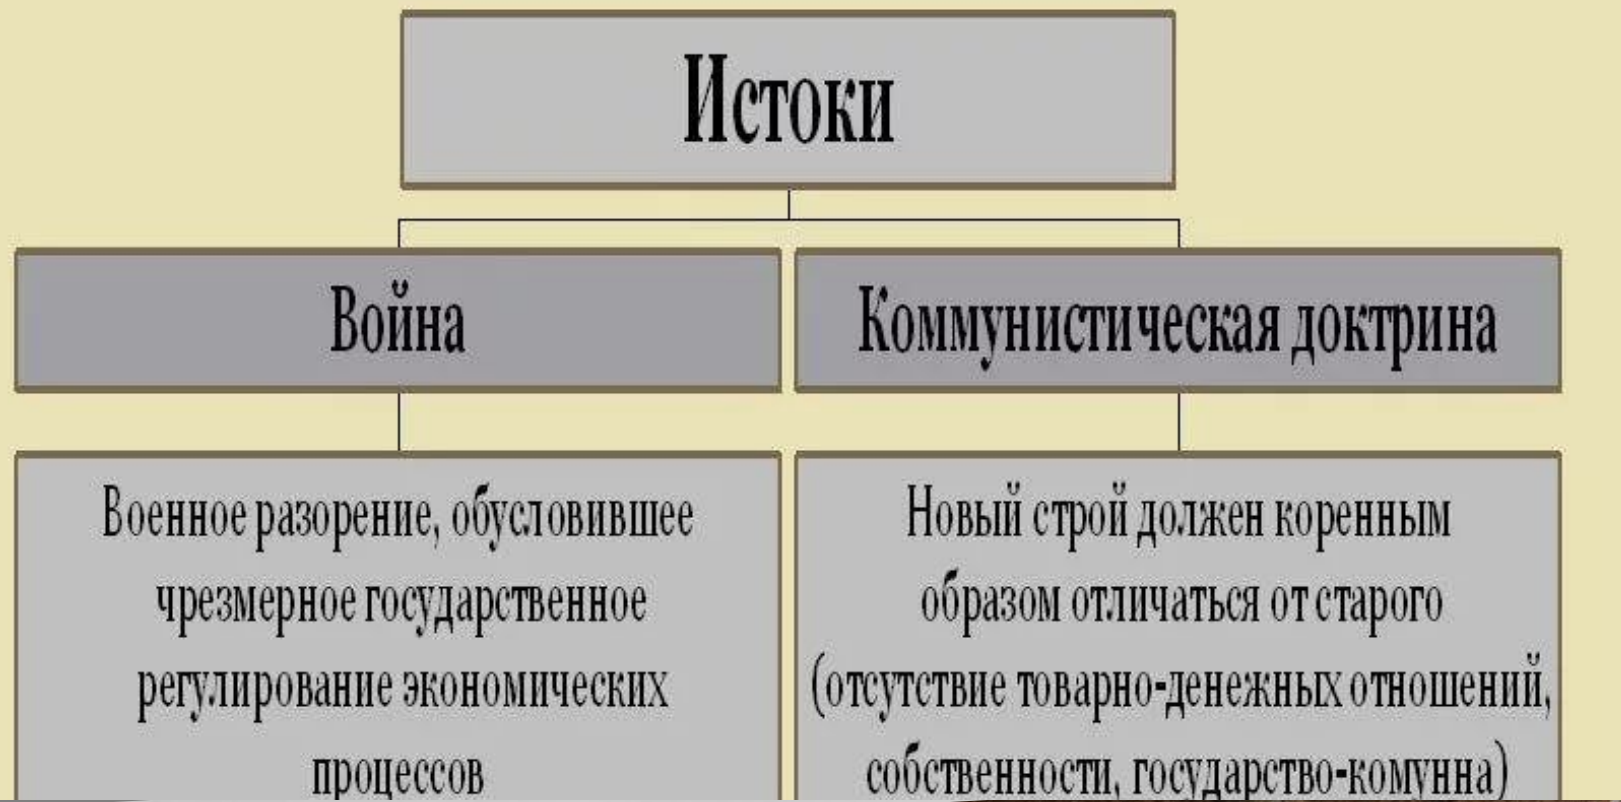 Истоки
Война
Коммунистическая доктрина
Военное разорение, обусловившее
чрезмерное государственное
регулирование экономических
процессов
Новый строй должен коренным
образом отличаться от старого
(отсутствие товарно-денежных отношений,
собственности, государство-комунна)